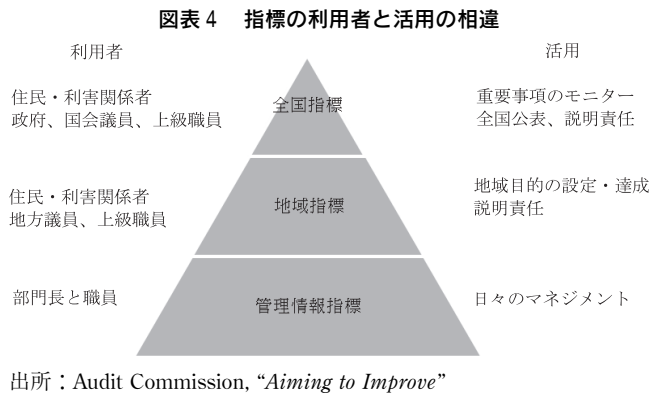 図表4 指標の利用者と活用の相違
利用者
活用
住民・利害関係者
政府、国会議員、上級職員
全国指標
重要事項のモニター
全国公表、説明責任
住民・利害関係者
地方議員、上級職員
地域指標
地域目的の設定・達成
説明責任
部門長と職員
管理情報指標
日々のマネジメント
出所：Audit Commission, “Aiming to Improve”